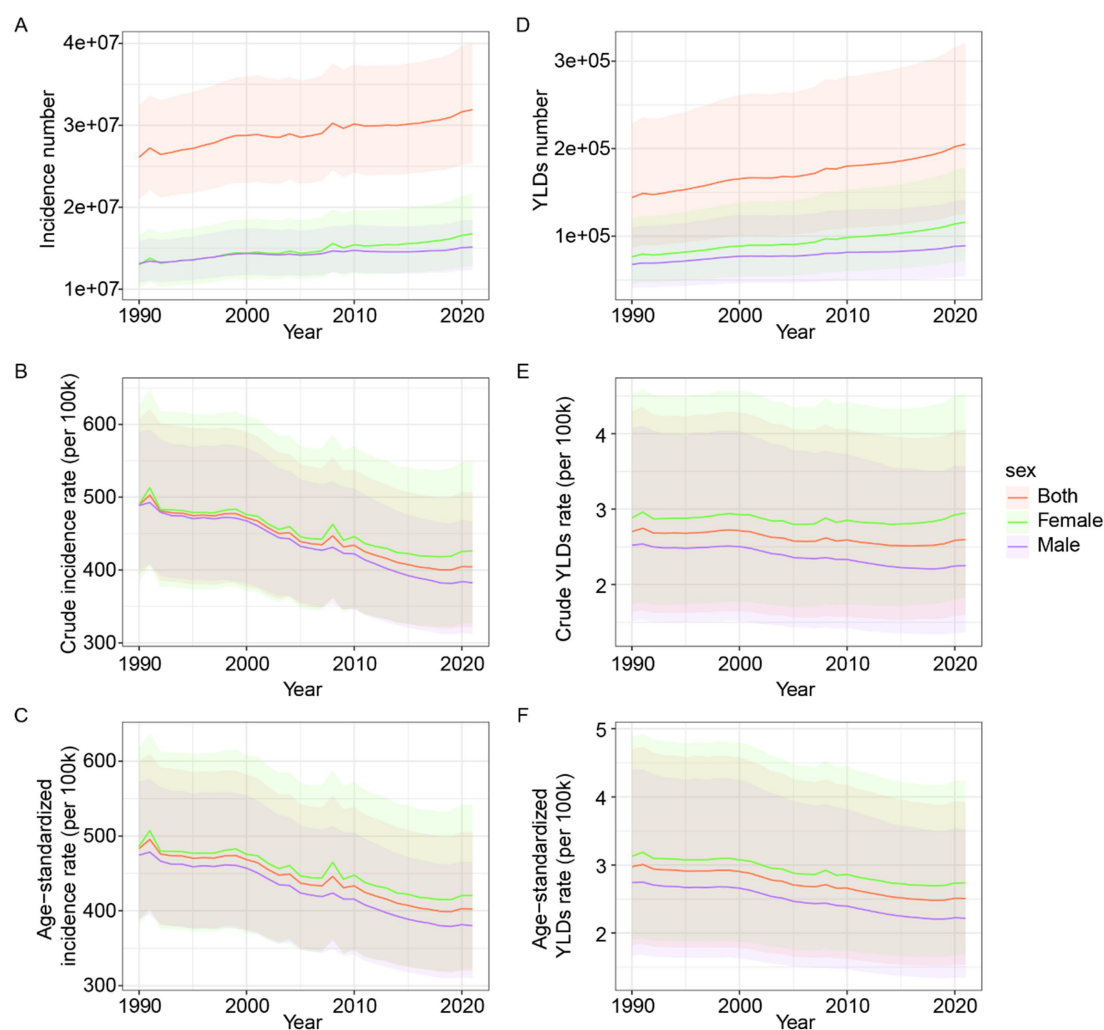 A
Incidence number
4e+07
3e+07
2e+07
1e+07
1990 2000 2010 2020
Year
D
YLDs number
3e+05
2e+05
1e+05
1990 2000 2010 2020
Year
B
Crude incidence rate (per 100k)
600
500
400
300
1990 2000 2010 2020
Year
E
Crude YLDs rate (per 100k)
4
3
2
1990 2000 2010 2020
Year
C
Age−standardized
incidence rate (per 100k)
600
500
400
300
1990 2000 2010 2020
Year
F
Age−standardized
YLDs rate (per 100k)
5
4
3
2
1990 2000 2010 2020
Year
sex
Both
Female
Male